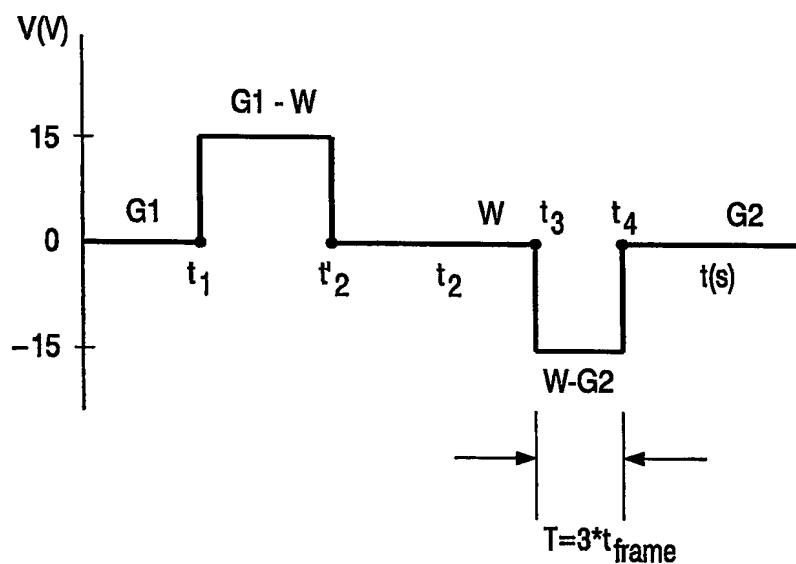 V(V)
G1 - W
15
G1
W
t3
t4
G2
0
t1
t'2
t2
t(s)
-15
W-G2
T=3*tframe